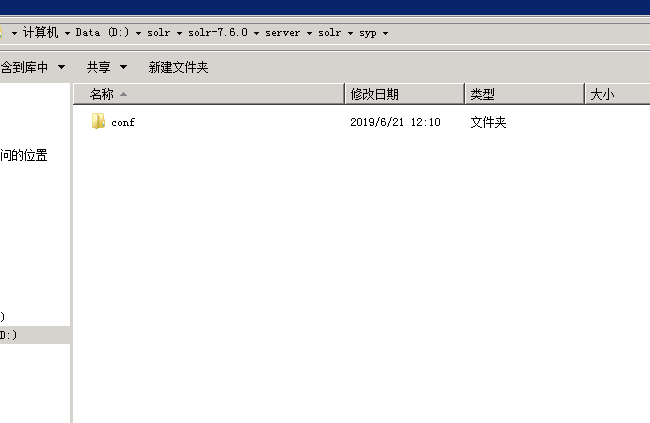 计算机 Data (D:) solr solr-7.6.0 server solr syp
含到库中 共享 新建文件夹
名称 修改日期 类型 大小
conf 2019/6/21 12:10 文件夹
问的位置
)
D:)